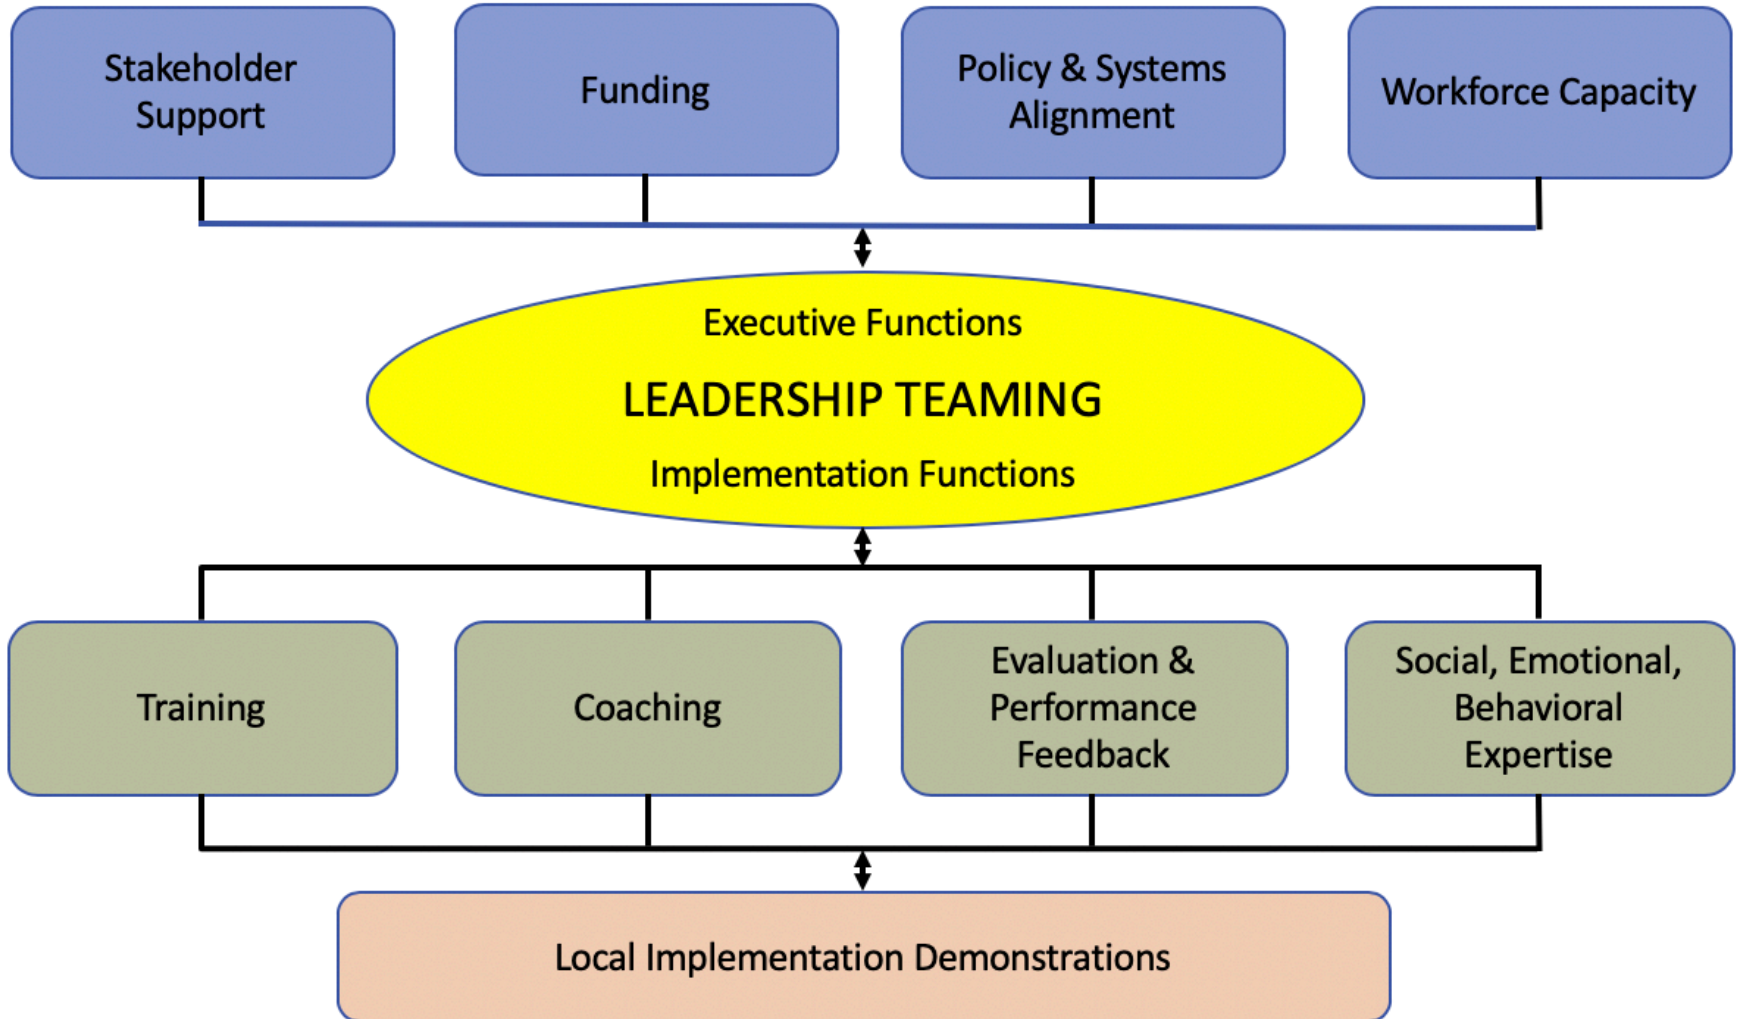 Stakeholder
Support
Funding
Policy & Systems
Alignment
Workforce Capacity
Executive Functions
LEADERSHIP TEAMING
Implementation Functions
Training
Coaching
Evaluation &
Performance
Feedback
Social, Emotional,
Behavioral
Expertise
Local Implementation Demonstrations